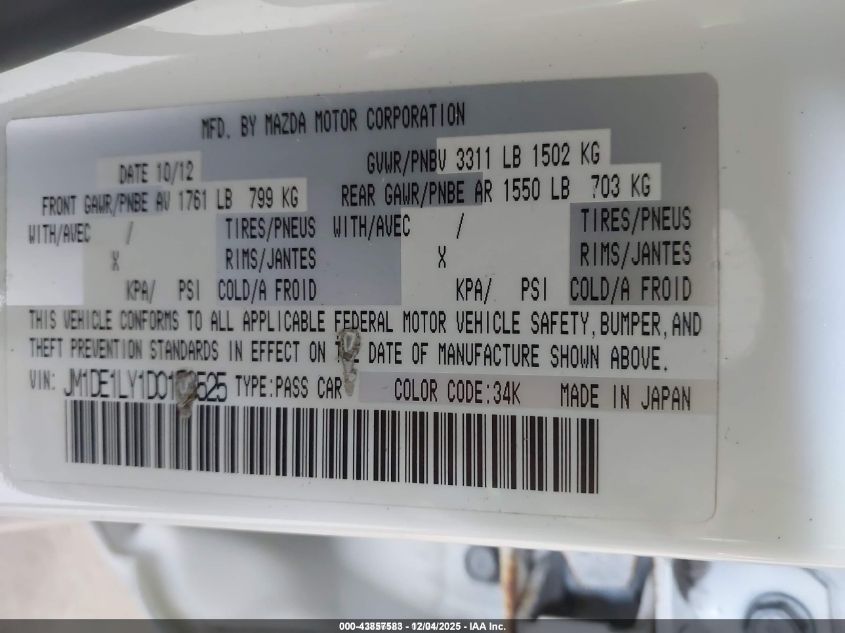 MFD. BY MAZDA MOTOR CORPORATION
DATE 10/12 GVWR/PNBV 3311 LB 1502 KG
FRONT GAWR/PNBE AV 1761 LB 799 KG REAR GAWR/PNBE AR 1550 LB 703 KG
WITH/AVEC / TIRES/PNEUS WITH/AVEC / TIRES/PNEUS
X RIMS/JANTES X RIMS/JANTES
KPA/ PSI COLD/A FROID KPA/ PSI COLD/A FROID
THIS VEHICLE CONFORMS TO ALL APPLICABLE FEDERAL MOTOR VEHICLE SAFETY, BUMPER, AND
THEFT PREVENTION STANDARDS IN EFFECT ON DATE OF MANUFACTURE SHOWN ABOVE.
VIN: TYPE:PASS CAR COLOR CODE:34K MADE IN JAPAN
000-43857583 - 12/04/2025 - IAA Inc.